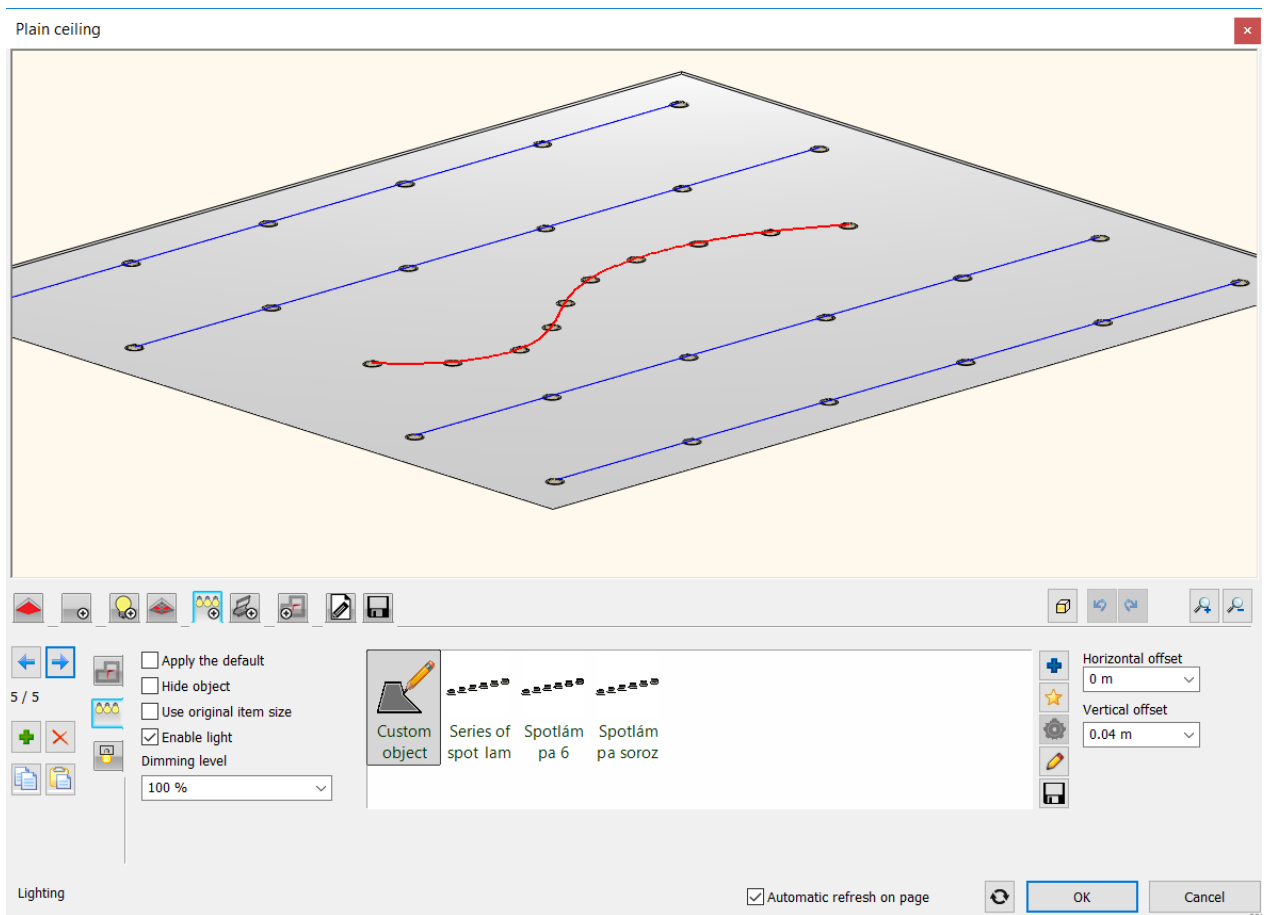 Plain ceiling
5 / 5
Apply the default
Hide object
Use original item size
Enable light
Dimming level
100 %
Custom
object
Series of
spot lam
Spotlám
pa 6
Spotlám
pa soroz
Horizontal offset
0 m
Vertical offset
0.04 m
Lighting
Automatic refresh on page
OK
Cancel